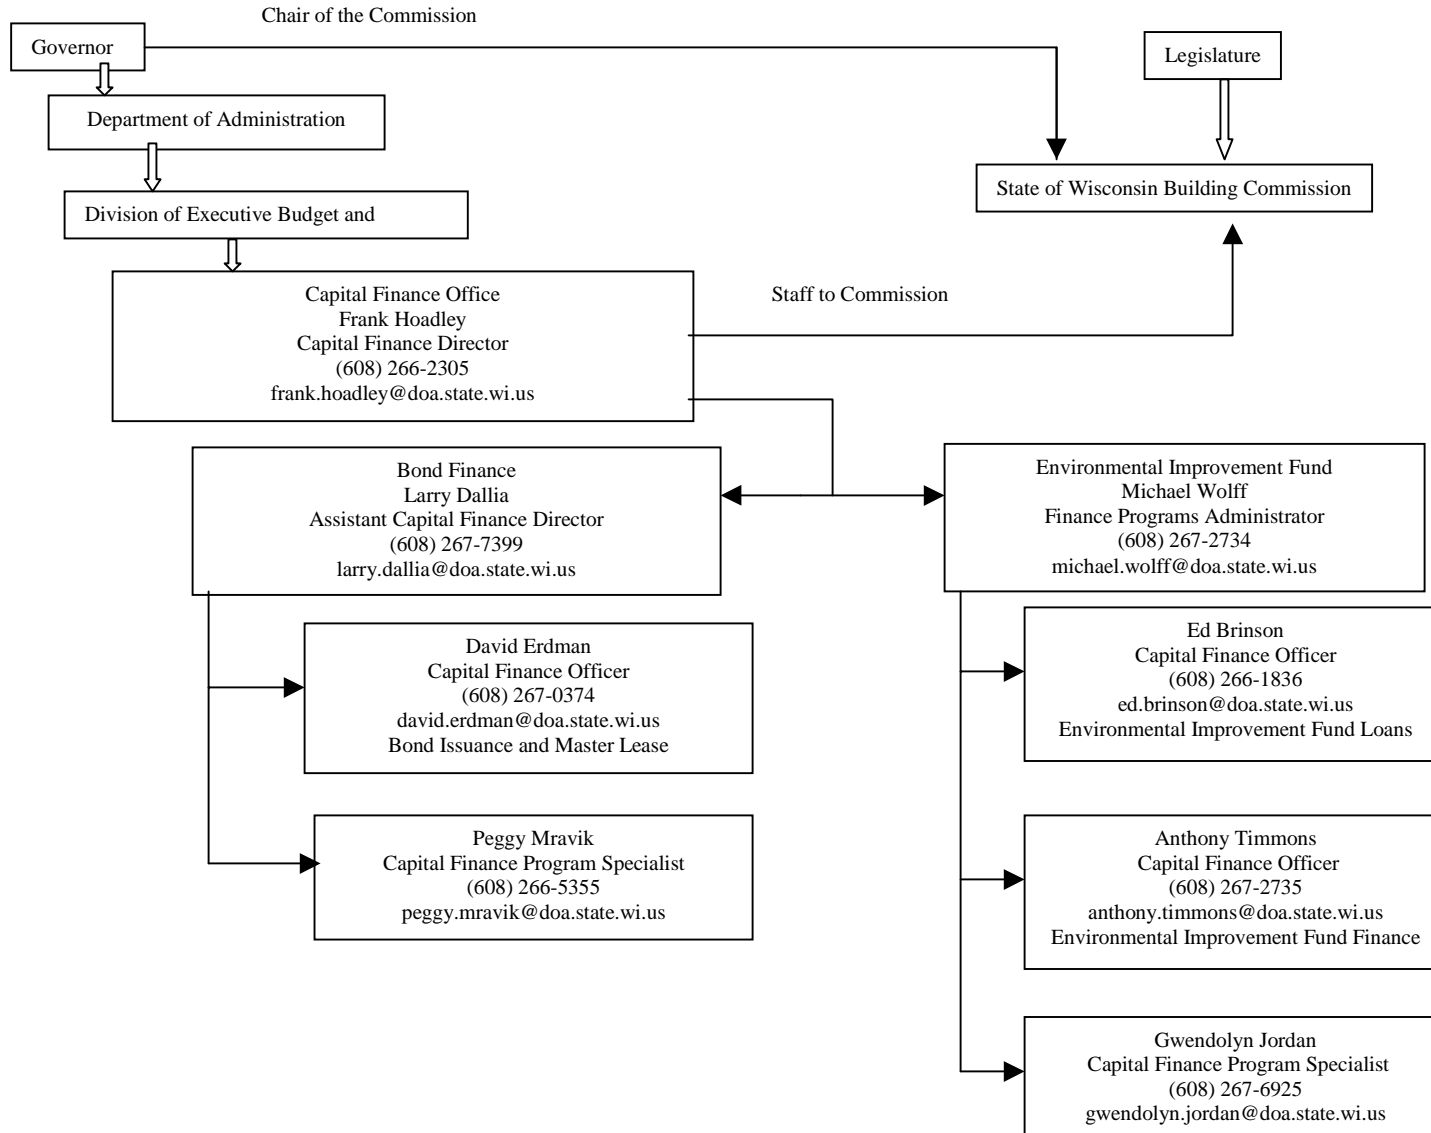 Chair of the Commission
Governor
Legislature
Department of Administration
State of Wisconsin Building Commission
Division of Executive Budget and
Capital Finance Office
Frank Hoadley
Capital Finance Director
(608) 266-2305
frank.hoadley@doa.state.wi.us
Staff to Commission
Bond Finance
Larry Dallia
Assistant Capital Finance Director
(608) 267-7399
larry.dallia@doa.state.wi.us
Environmental Improvement Fund
Michael Wolff
Finance Programs Administrator
(608) 267-2734
michael.wolff@doa.state.wi.us
David Erdman
Capital Finance Officer
(608) 267-0374
david.erdman@doa.state.wi.us
Bond Issuance and Master Lease
Ed Brinson
Capital Finance Officer
(608) 266-1836
ed.brinson@doa.state.wi.us
Environmental Improvement Fund Loans
Peggy Mravik
Capital Finance Program Specialist
(608) 266-5355
peggy.mravik@doa.state.wi.us
Anthony Timmons
Capital Finance Officer
(608) 267-2735
anthony.timmons@doa.state.wi.us
Environmental Improvement Fund Finance
Gwendolyn Jordan
Capital Finance Program Specialist
(608) 267-6925
gwendolyn.jordan@doa.state.wi.us